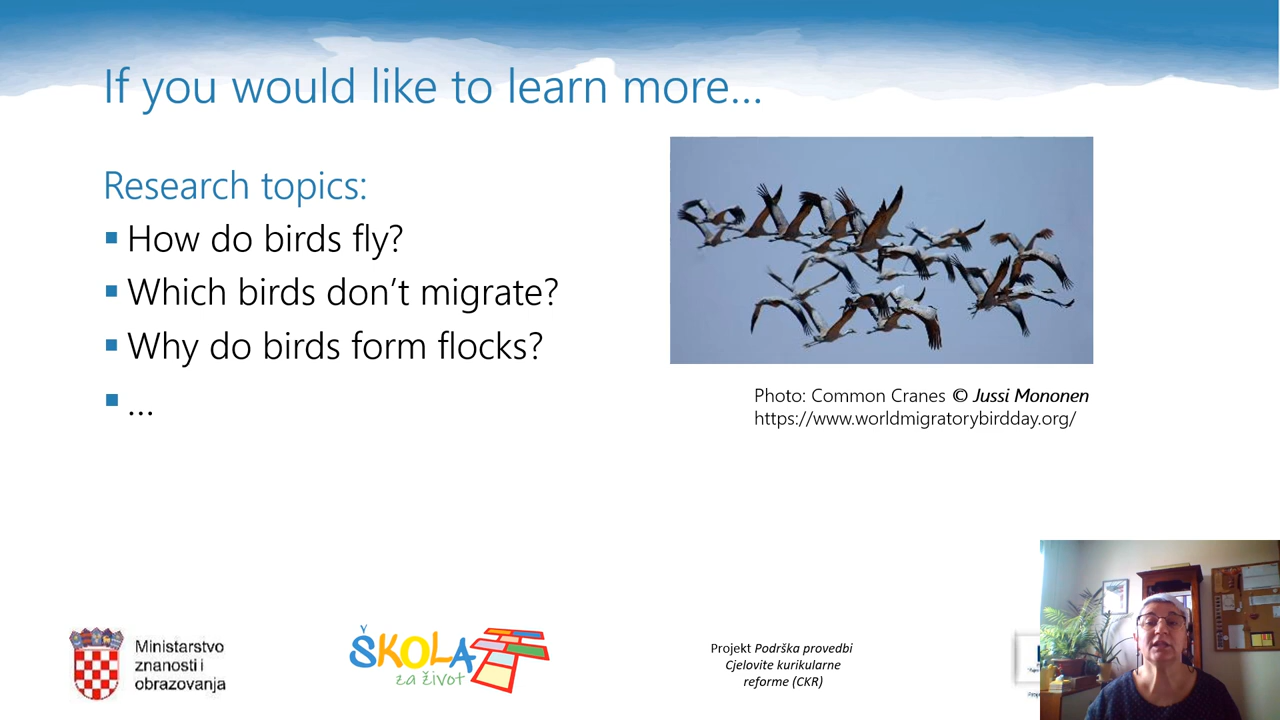 If you would like to learn more...
Research topics:
How do birds fly?
Which birds don't migrate?
Why do birds form flocks?
...
Photo: Common Cranes © Jussi Mononen
https://www.worldmigratorybirdday.org/
Ministarstvo
znanosti i
obrazovanja
ŠKOLA
za život
Projekt Podrška provedbi
Cjelovite kurikularne
reforme (CKR)